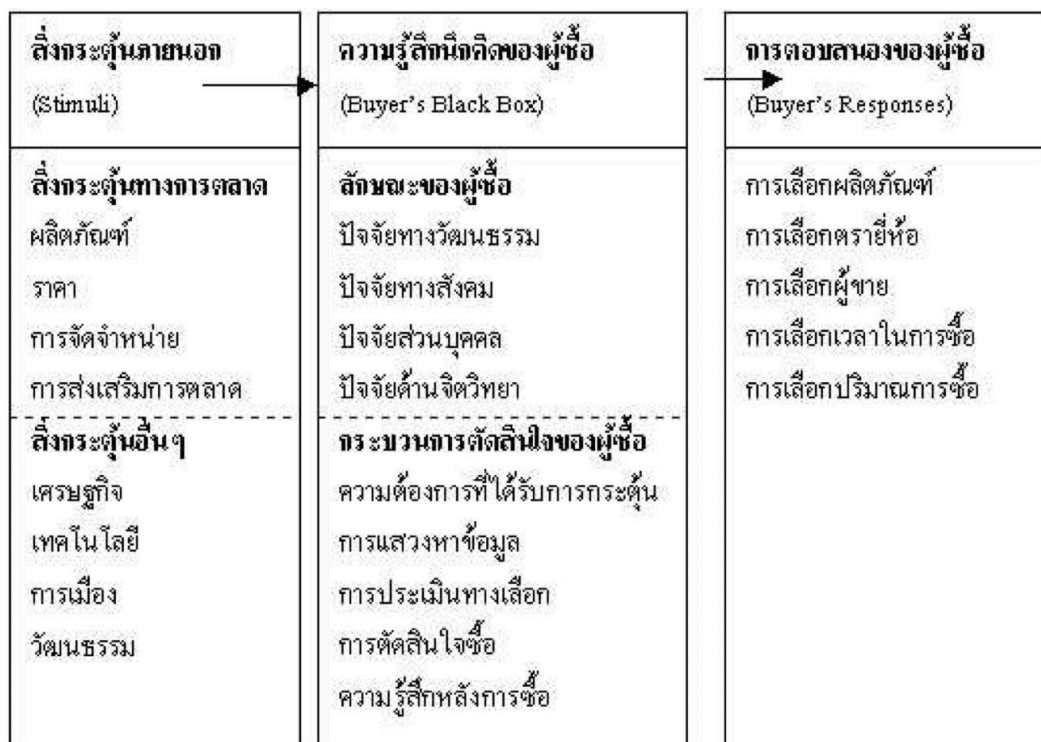 สิ่งกระตุ้นภายนอก
(Stimuli)
สิ่งกระตุ้นทางการตลาด
ผลิตภัณฑ์
ราคา
การจัดจำหน่าย
การส่งเสริมการตลาด
สิ่งกระตุ้นอื่นๆ
เศรษฐกิจ
เทคโนโลยี
การเมือง
วัฒนธรรม
ความรู้สึกนึกคิดของผู้ซื้อ
(Buyer's Black Box)
ลักษณะของผู้ซื้อ
ปัจจัยทางวัฒนธรรม
ปัจจัยทางสังคม
ปัจจัยส่วนบุคคล
ปัจจัยด้านจิตวิทยา
กระบวนการตัดสินใจของผู้ซื้อ
ความต้องการที่ได้รับการกระตุ้น
การแสวงหาข้อมูล
การประเมินทางเลือก
การตัดสินใจซื้อ
ความรู้สึกหลังการซื้อ
การตอบสนองของผู้ซื้อ
(Buyer's Responses)
การเลือกผลิตภัณฑ์
การเลือกตรายี่ห้อ
การเลือกผู้ขาย
การเลือกเวลาในการซื้อ
การเลือกปริมาณการซื้อ